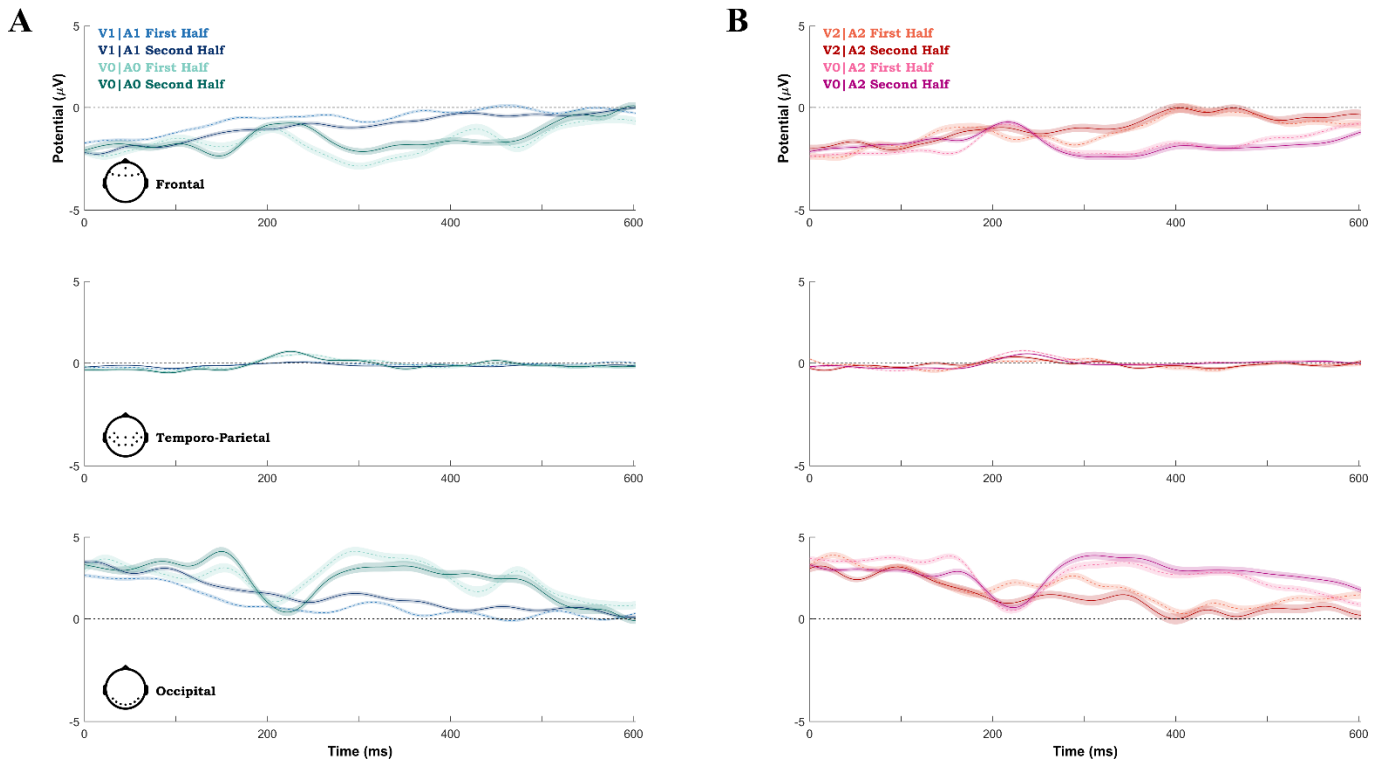 A
V1|A1 First Half
V1|A1 Second Half
V0|A0 First Half
V0|A0 Second Half
5
0
-5
Potential (μV)
Frontal
0 200 400 600
5
0
-5
Temporo-Parietal
0 200 400 600
5
0
-5
Occipital
0 200 400 600
Time (ms)
B
V2|A2 First Half
V2|A2 Second Half
V0|A2 First Half
V0|A2 Second Half
5
0
-5
Potential (μV)
0 200 400 600
5
0
-5
0 200 400 600
5
0
-5
0 200 400 600
Time (ms)